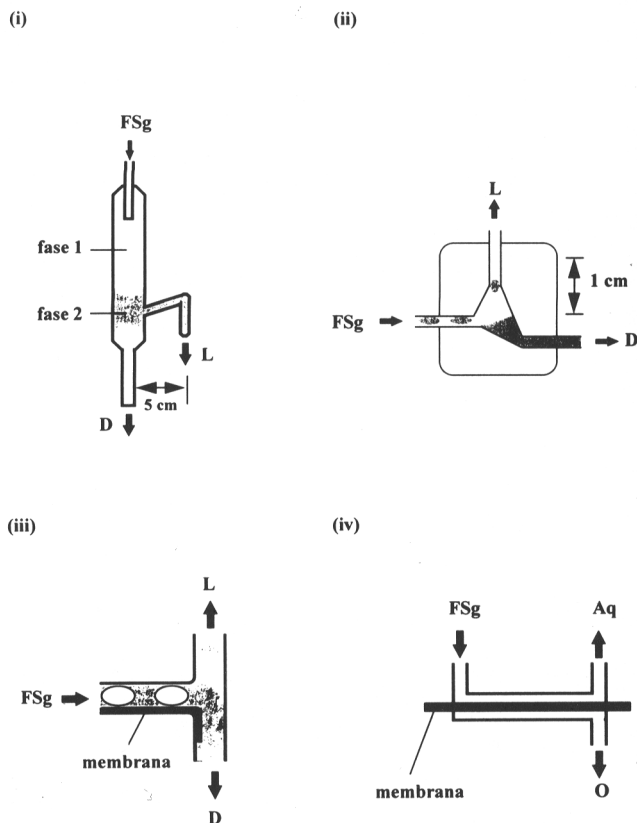 (i)
(ii)
FSg
fase 1
fase 2
L
5 cm
D
L
1 cm
FSg
D
(iii)
(iv)
L
FSg
membrana
D
FSg
Aq
membrana
O